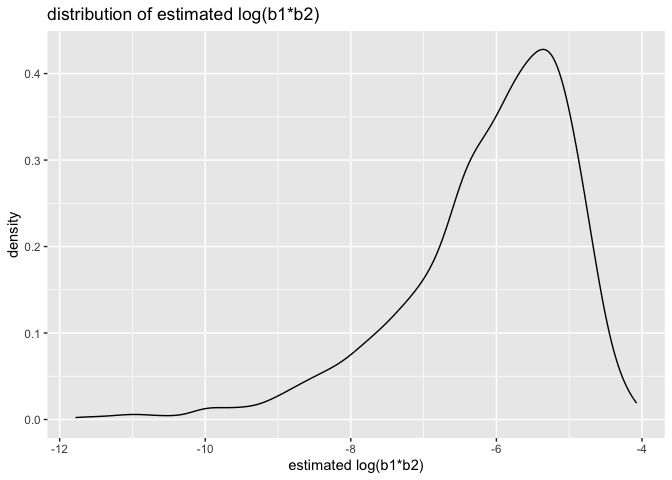 distribution of estimated log(b1*b2)
0.4
0.3
0.2
0.1
0.0
density
-12 -10 -8 -6 -4
estimated log(b1*b2)